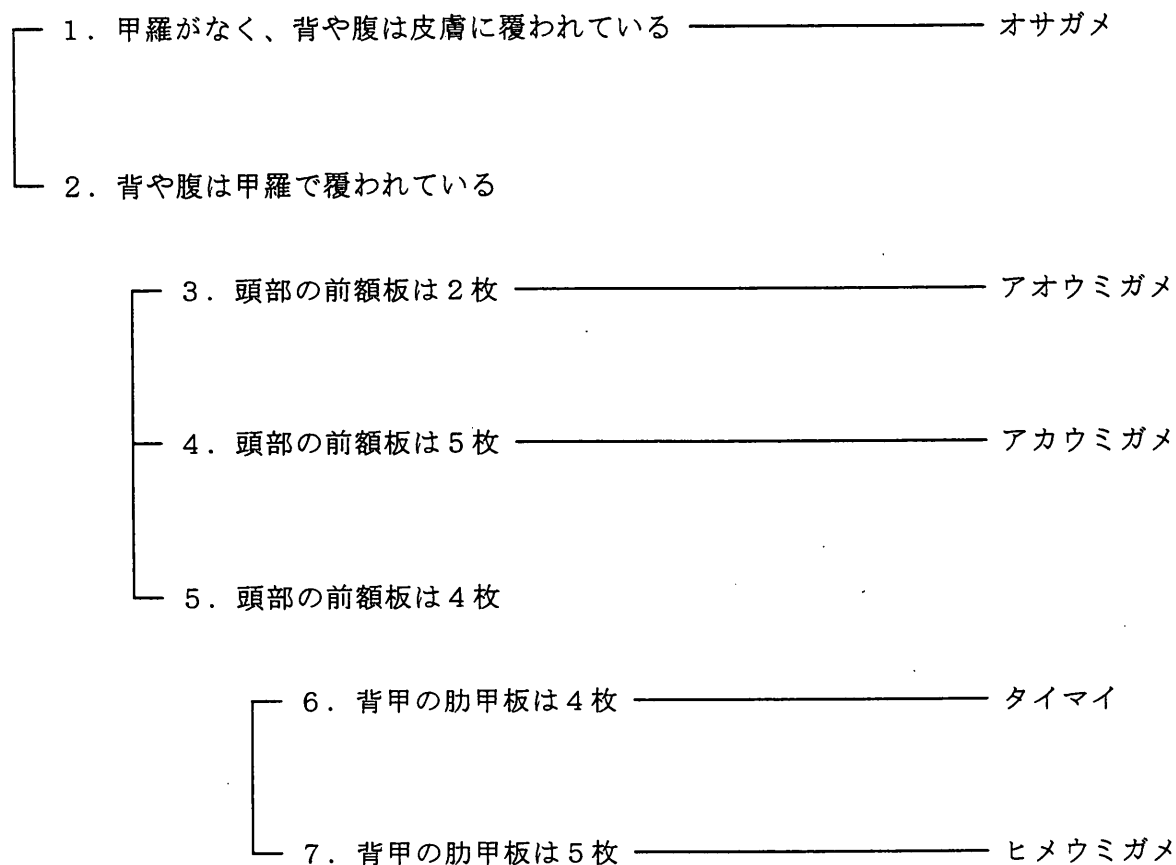 1．甲羅がなく、背や腹は皮膚に覆われている オサガメ
2．背や腹は甲羅で覆われている
3．頭部の前額板は2枚 アオウミガメ
4．頭部の前額板は5枚 アカウミガメ
5．頭部の前額板は4枚
6．背甲の肋甲板は4枚 タイマイ
7．背甲の肋甲板は5枚 ヒメウミガメ